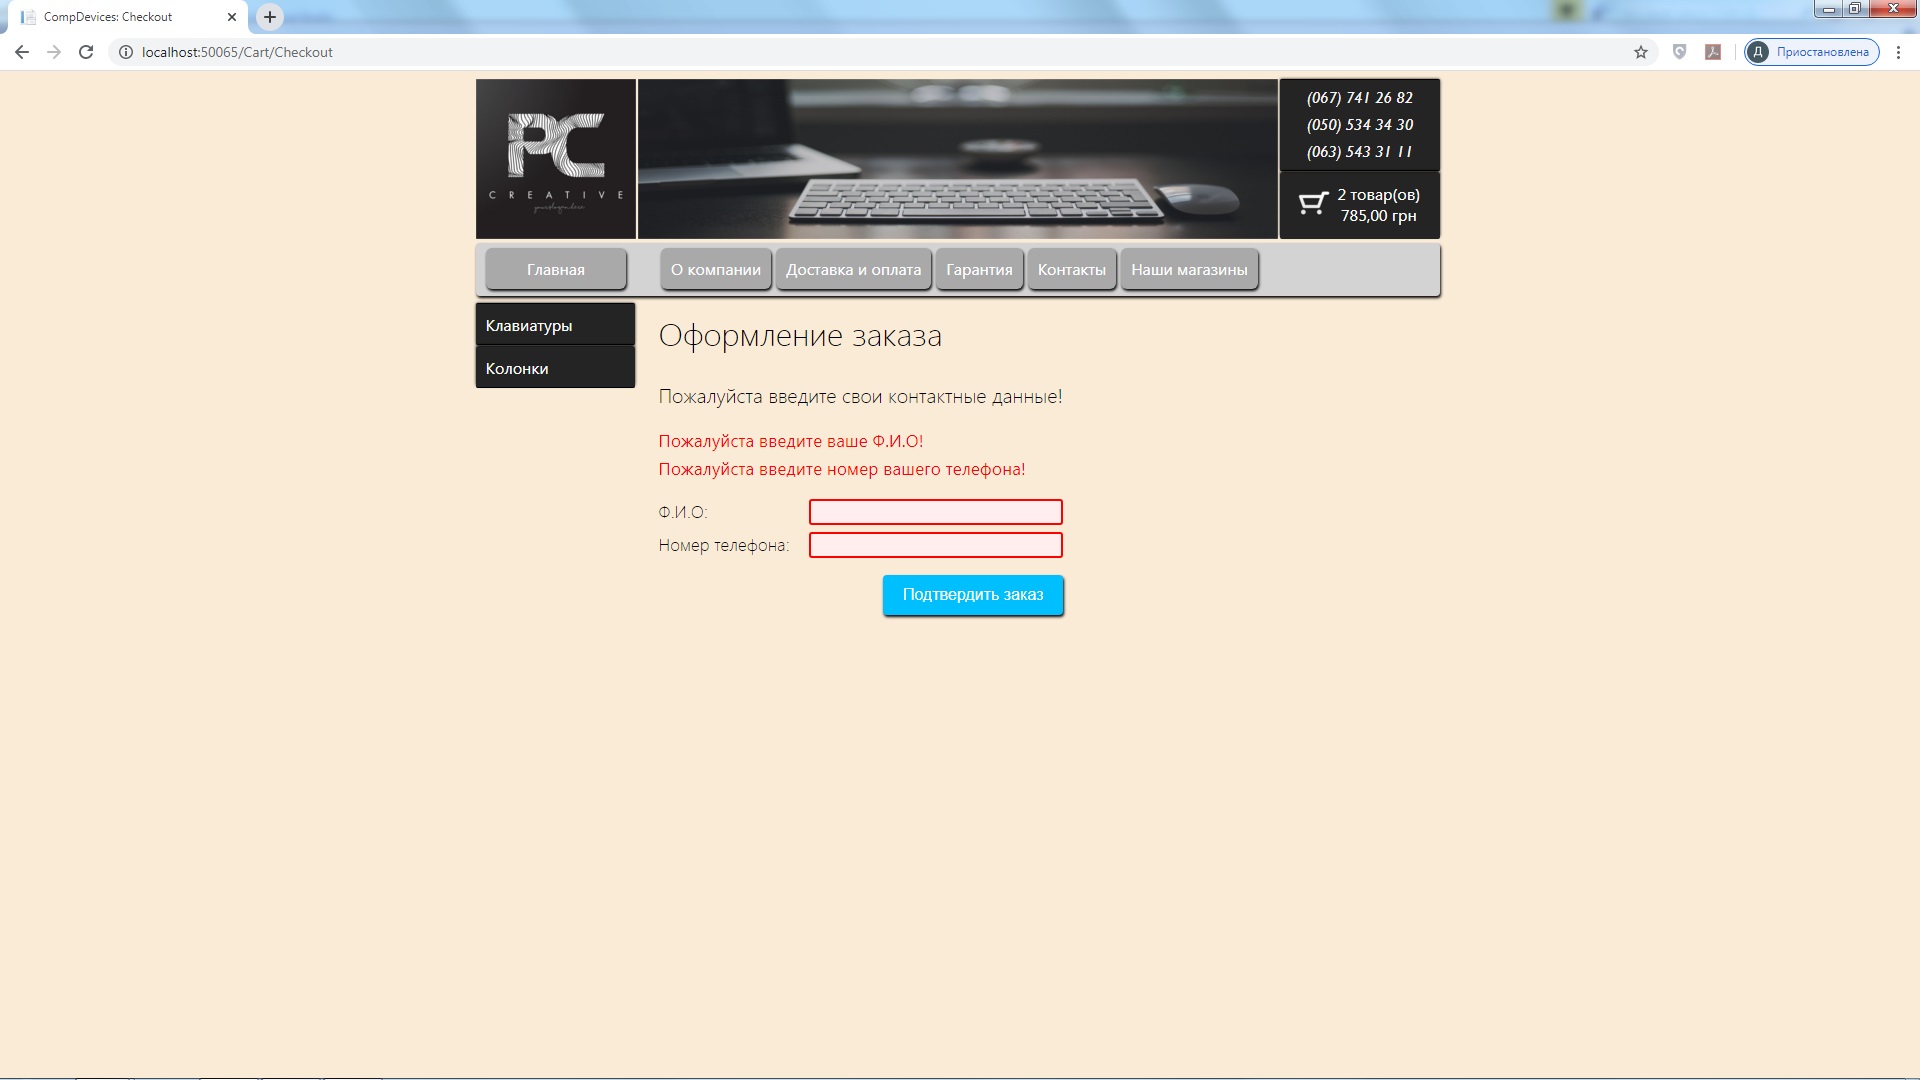 CompDevices: Checkout
localhost:50065/Cart/Checkout
Д Приостановлена
PC
CREATIVE
(067) 741 26 82
(050) 534 34 30
(063) 543 31 11
2 товар(ов)
785,00 грн
Главная
О компании
Доставка и оплата
Гарантия
Контакты
Наши магазины
Клавиатуры
Колонки
Оформление заказа
Пожалуйста введите свои контактные данные!
Пожалуйста введите ваше Ф.И.О!
Пожалуйста введите номер вашего телефона!
Ф.И.О:
Номер телефона:
Подтвердить заказ